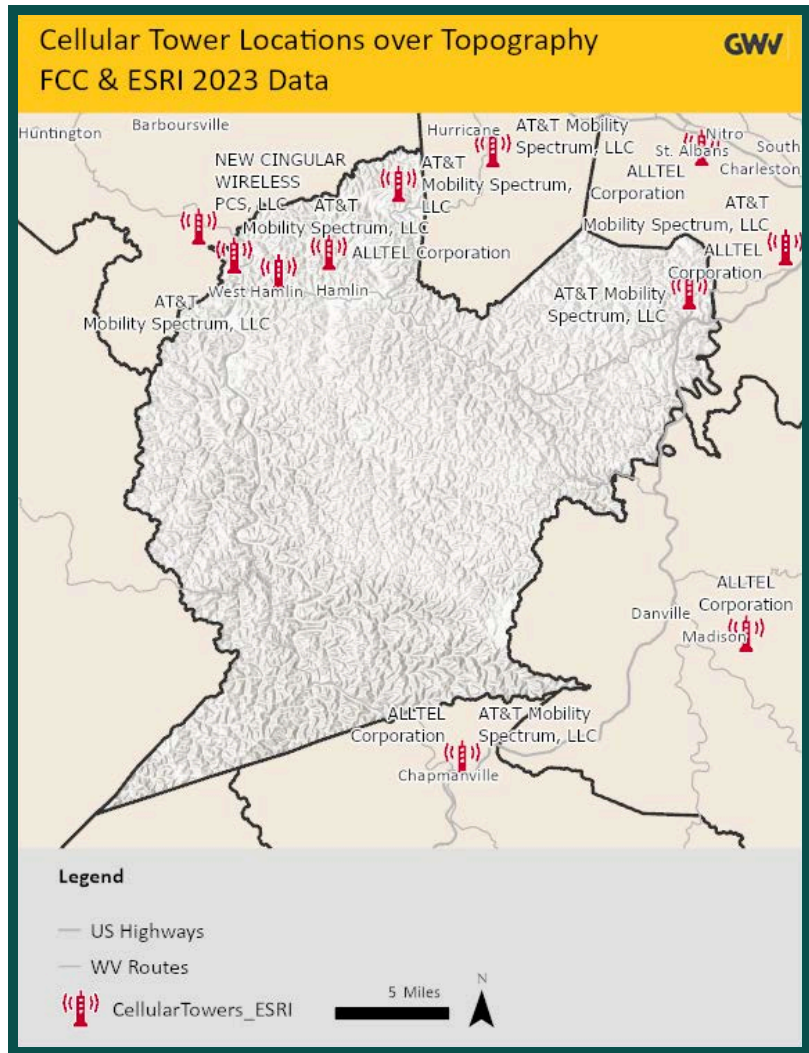 Cellular Tower Locations over Topography
FCC & ESRI 2023 Data
GWV
Huntington
Barboursville
Hurricane
AT&T Mobility
Spectrum, LLC
Nitro
St. Albans
South
Charleston
ALLTEL
Corporation
NEW CINGULAR
WIRELESS
PCS, LLC
AT&T
Mobility Spectrum,
LLC
AT&T
Mobility Spectrum, LLC
AT&T
Mobility Spectrum, LLC
ALLTEL Corporation
ALLTEL
Corporation
West Hamlin
Hamlin
AT&T
Mobility Spectrum, LLC
AT&T Mobility
Spectrum, LLC
ALLTEL
Corporation
Danville
Madison
ALLTEL
Corporation
AT&T Mobility
Spectrum, LLC
Chapmanville
Legend
US Highways
WV Routes
CellularTowers_ESRI
5 Miles
N